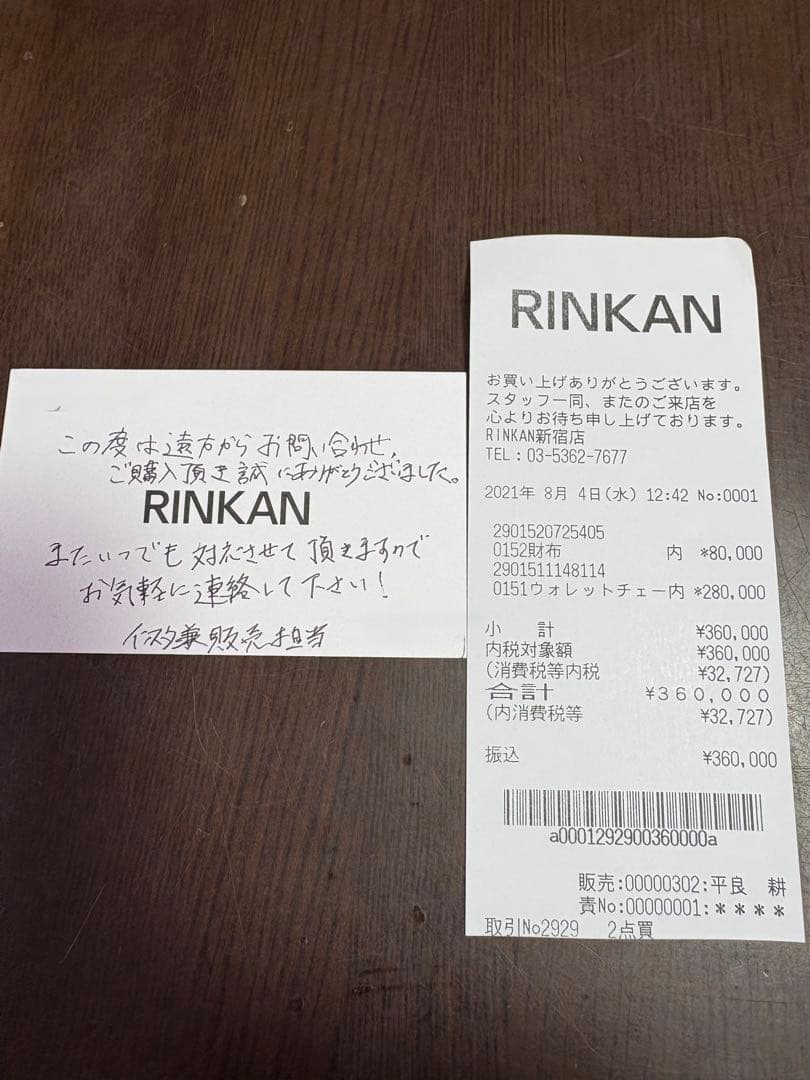 この度は遠方からお問い合わせ、
ご購入頂き誠にありがとうございました。
RINKAN
またいつでも対応させて頂きますので
お気軽に連絡して下さい!
インスタ兼販売担当
RINKAN
お買い上げありがとうございます。
スタッフ一同、またのご来店を
心よりお待ち申し上げております。
RINKAN新宿店
TEL:03-5362-7677
2021年 8月 4日(水) 12:42 No:0001
2901520725405
0152財布 内 *80,000
2901511148114
0151ウォレットチェー内 *280,000
小 計 ¥360,000
内税対象額 ¥360,000
(消費税等内税 ¥32,727)
合計 ¥360,000
(内消費税等 ¥32,727)
振込 ¥360,000
a0001292900360000a
販売:00000302:平良 耕
責No:00000001:****
取引No2929 2点買